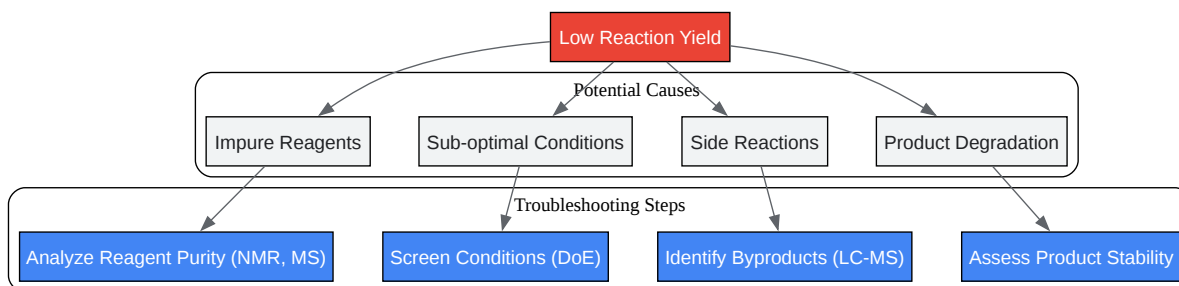 Low Reaction Yield
Potential Causes
Impure Reagents
Sub-optimal Conditions
Side Reactions
Product Degradation
Troubleshooting Steps
Analyze Reagent Purity (NMR, MS)
Screen Conditions (DoE)
Identify Byproducts (LC-MS)
Assess Product Stability